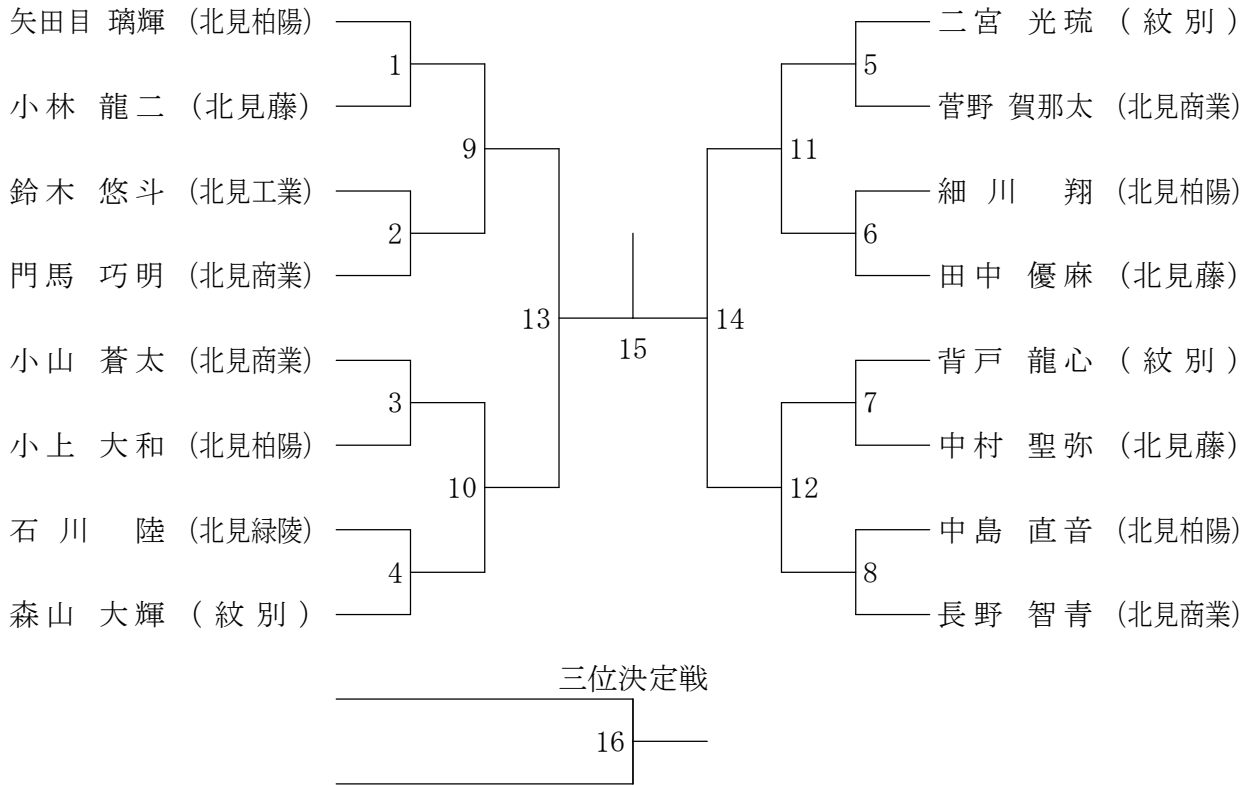 矢田目 璃輝 (北見柏陽)
1
小林 龍二 (北見藤)
9
鈴木 悠斗 (北見工業)
2
門馬 巧明 (北見商業)
13
小山 蒼太 (北見商業)
3
小上 大和 (北見柏陽)
10
石川 陸 (北見緑陵)
4
森山 大輝 (紋別)
15
二宮 光琉 (紋別)
5
菅野 賀那太 (北見商業)
11
細川 翔 (北見柏陽)
6
田中 優麻 (北見藤)
14
背戸 龍心 (紋別)
7
中村 聖弥 (北見藤)
12
中島 直音 (北見柏陽)
8
長野 智青 (北見商業)
三位決定戦
16